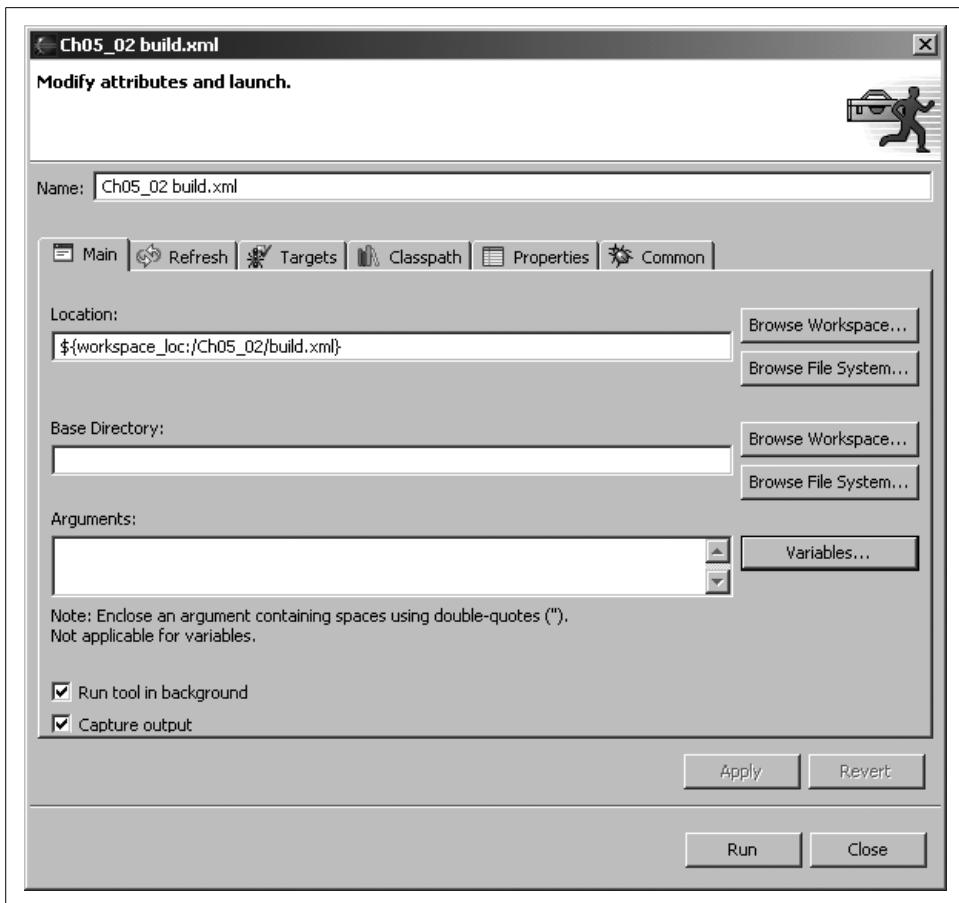 Ch05_02 build.xml
Modify attributes and launch.
Name: Ch05_02 build.xml
Main Refresh Targets Classpath Properties Common
Location:
${workspace_loc:/Ch05_02/build.xml}
Browse Workspace...
Browse File System...
Base Directory:
Browse Workspace...
Browse File System...
Arguments:
Variables...
Note: Enclose an argument containing spaces using double-quotes (").
Not applicable for variables.
Run tool in background
Capture output
Apply Revert
Run Close